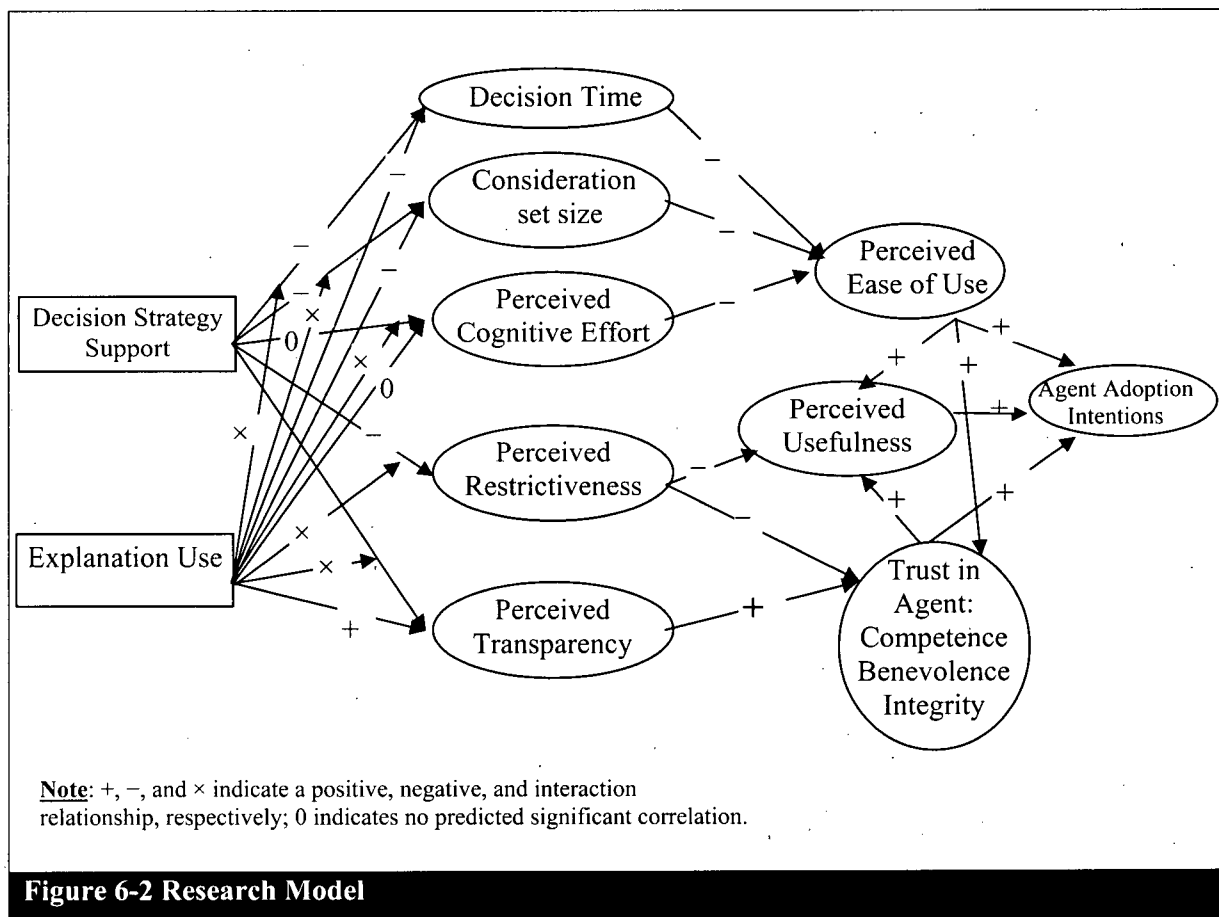 Decision Time
Consideration
set size
Perceived
Cognitive Effort
Perceived
Restrictiveness
Perceived
Transparency
Decision Strategy
Support
Explanation Use
Perceived
Ease of Use
Perceived
Usefulness
Agent Adoption
Intentions
Trust in
Agent:
Competence
Benevolence
Integrity
−
−
−
−
0
×
×
0
×
−
×
×
+
−
−
−
−
−
+
+
+
+
+
+
+
Note: +, −, and × indicate a positive, negative, and interaction
relationship, respectively; 0 indicates no predicted significant correlation.
Figure 6-2 Research Model